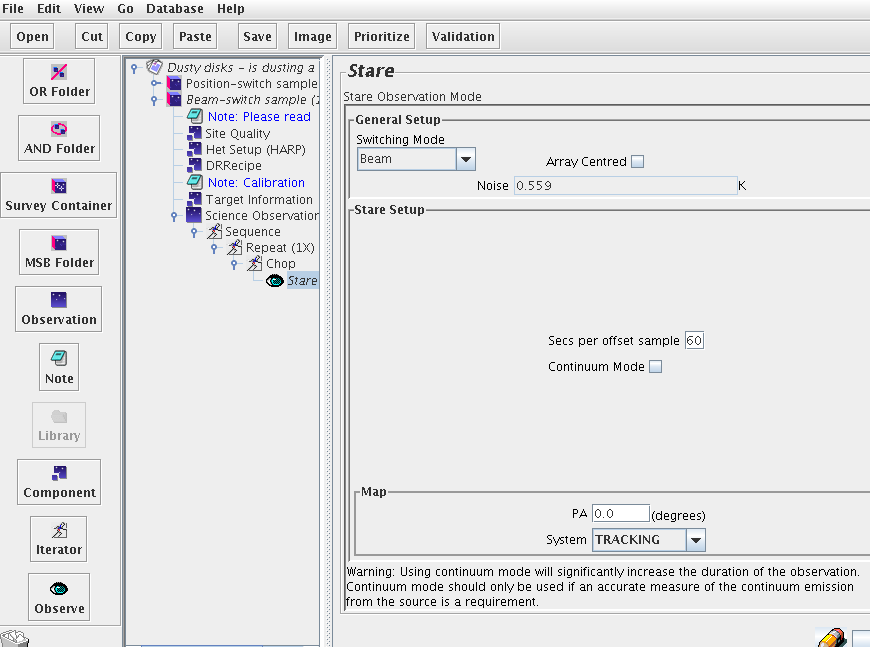 File Edit View Go Database Help
Open Cut Copy Paste Save Image Prioritize Validation
OR Folder
AND Folder
Survey Container
MSB Folder
Observation
Note
Library
Component
Iterator
Observe
Dusty disks - is dusting a
Position-switch sample
Beam-switch sample (1
Note: Please read
Site Quality
Het Setup (HARP)
DRRecipe
Note: Calibration
Target Information
Science Observation
Sequence
Repeat (1X)
Chop
Stare
Stare
Stare Observation Mode
General Setup
Switching Mode
Beam
Array Centred
Noise 0.559 K
Stare Setup
Secs per offset sample 60
Continuum Mode
Map
PA 0.0 (degrees)
System TRACKING
Warning: Using continuum mode will significantly increase the duration of the observation.
Continuum mode should only be used if an accurate measure of the continuum emission
from the source is a requirement.